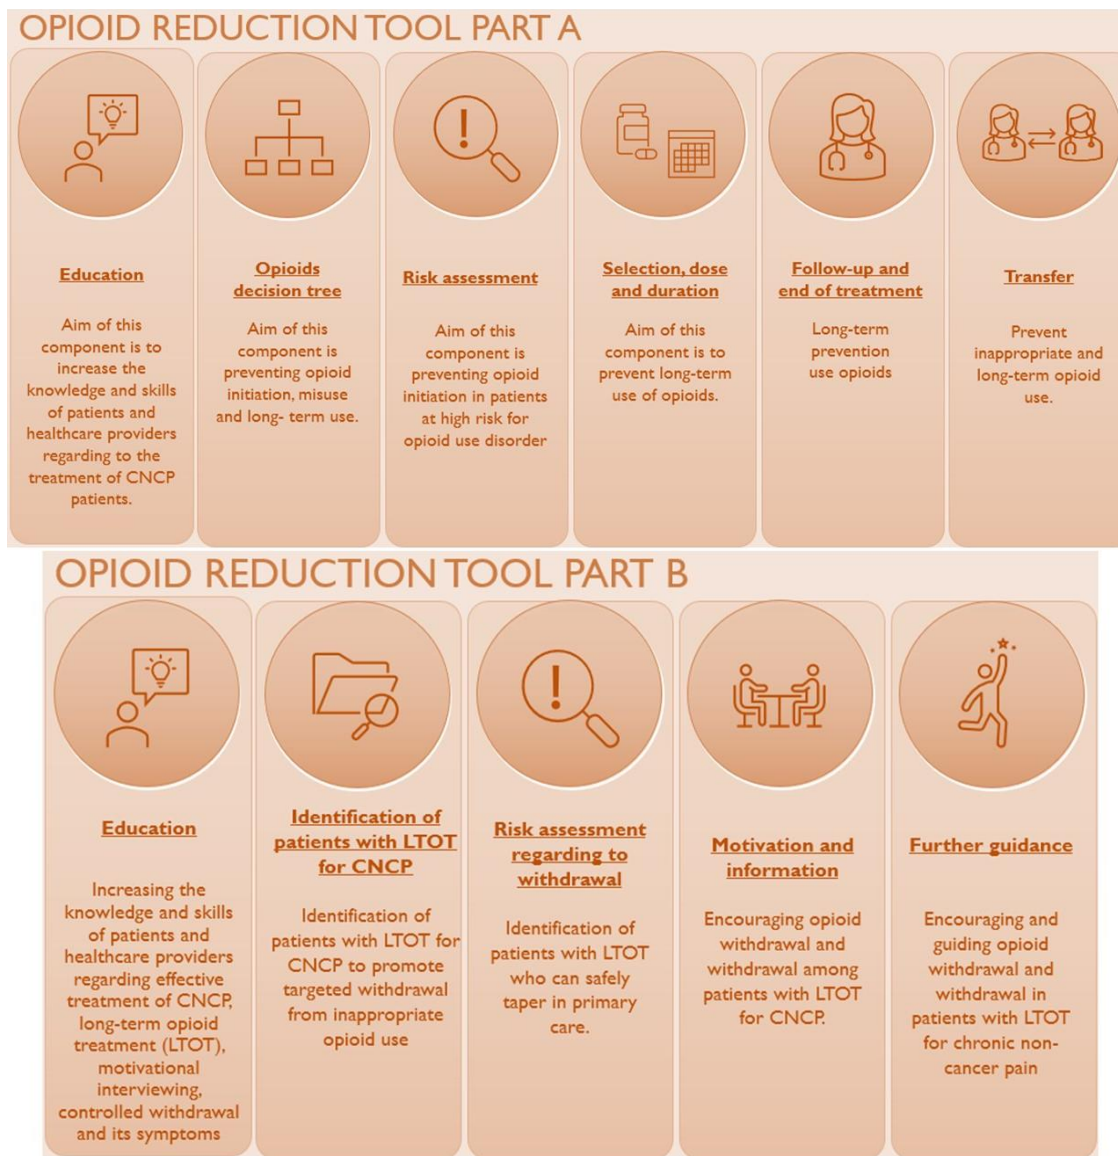 OPIOID REDUCTION TOOL PART A
Education
Aim of this
component is to
increase the
knowledge and skills
of patients and
healthcare providers
regarding to the
treatment of CNCP
patients.
Opioids
decision tree
Aim of this
component is
preventing opioid
initiation, misuse
and long- term use.
Risk assessment
Aim of this
component is
preventing opioid
initiation in patients
at high risk for
opioid use disorder
Selection, dose
and duration
Aim of this
component is to
prevent long-term
use of opioids.
Follow-up and
end of treatment
Long-term
prevention
use opioids
Transfer
Prevent
inappropriate and
long-term opioid
use.
OPIOID REDUCTION TOOL PART B
Education
Increasing the
knowledge and skills
of patients and
healthcare providers
regarding effective
treatment of CNCP,
long-term opioid
treatment (LTOT),
motivational
interviewing,
controlled withdrawal
and its symptoms
Identification of
patients with LTOT
for CNCP
Identification of
patients with LTOT for
CNCP to promote
targeted withdrawal
from inappropriate
opioid use
Risk assessment
regarding to
withdrawal
Identification of
patients with LTOT
who can safely
taper in primary
care.
Motivation and
information
Encouraging opioid
withdrawal and
withdrawal among
patients with LTOT
for CNCP.
Further guidance
Encouraging and
guiding opioid
withdrawal and
withdrawal in
patients with LTOT
for chronic non-
cancer pain